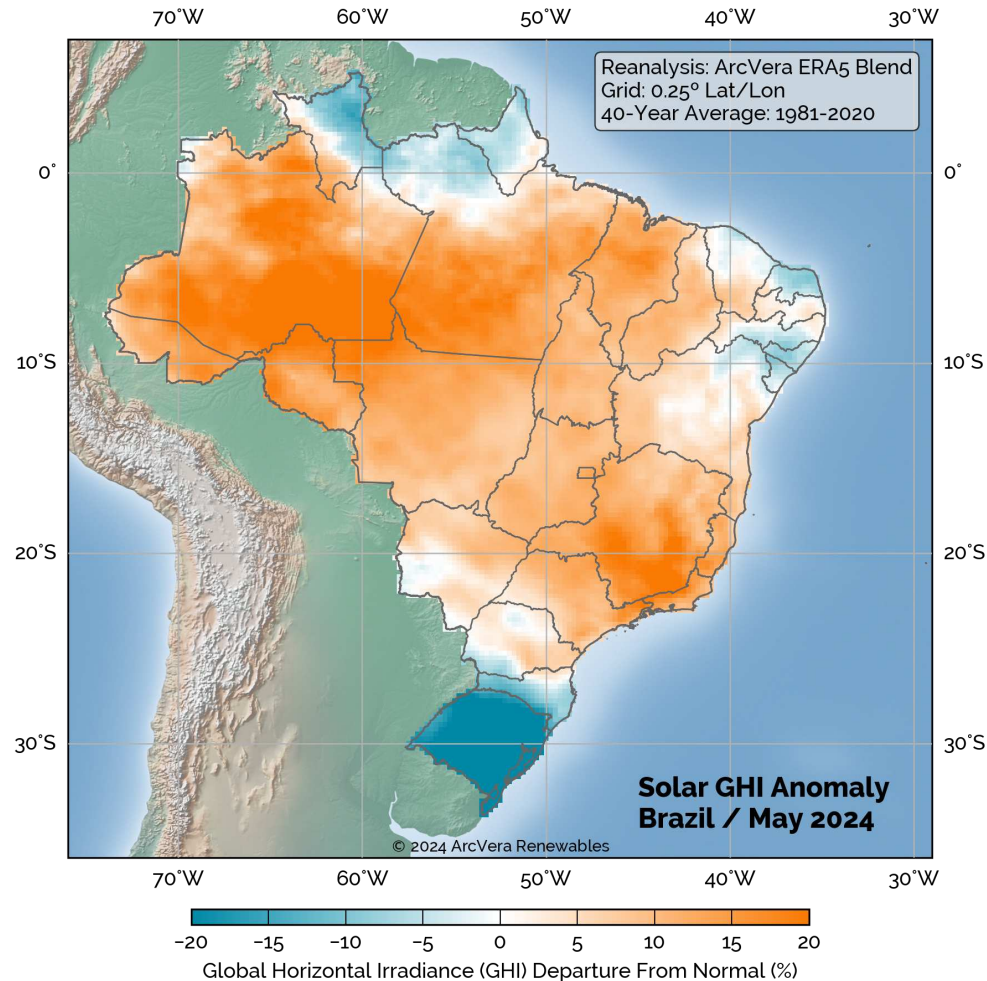 70°W 60°W 50°W 40°W 30°W
Reanalysis: ArcVera ERA5 Blend
Grid: 0.25º Lat/Lon
40-Year Average: 1981-2020
0° 0°
10°S 10°S
20°S 20°S
30°S 30°S
Solar GHI Anomaly
Brazil / May 2024
© 2024 ArcVera Renewables
70°W 60°W 50°W 40°W 30°W
−20 −15 −10 −5 0 5 10 15 20
Global Horizontal Irradiance (GHI) Departure From Normal (%)